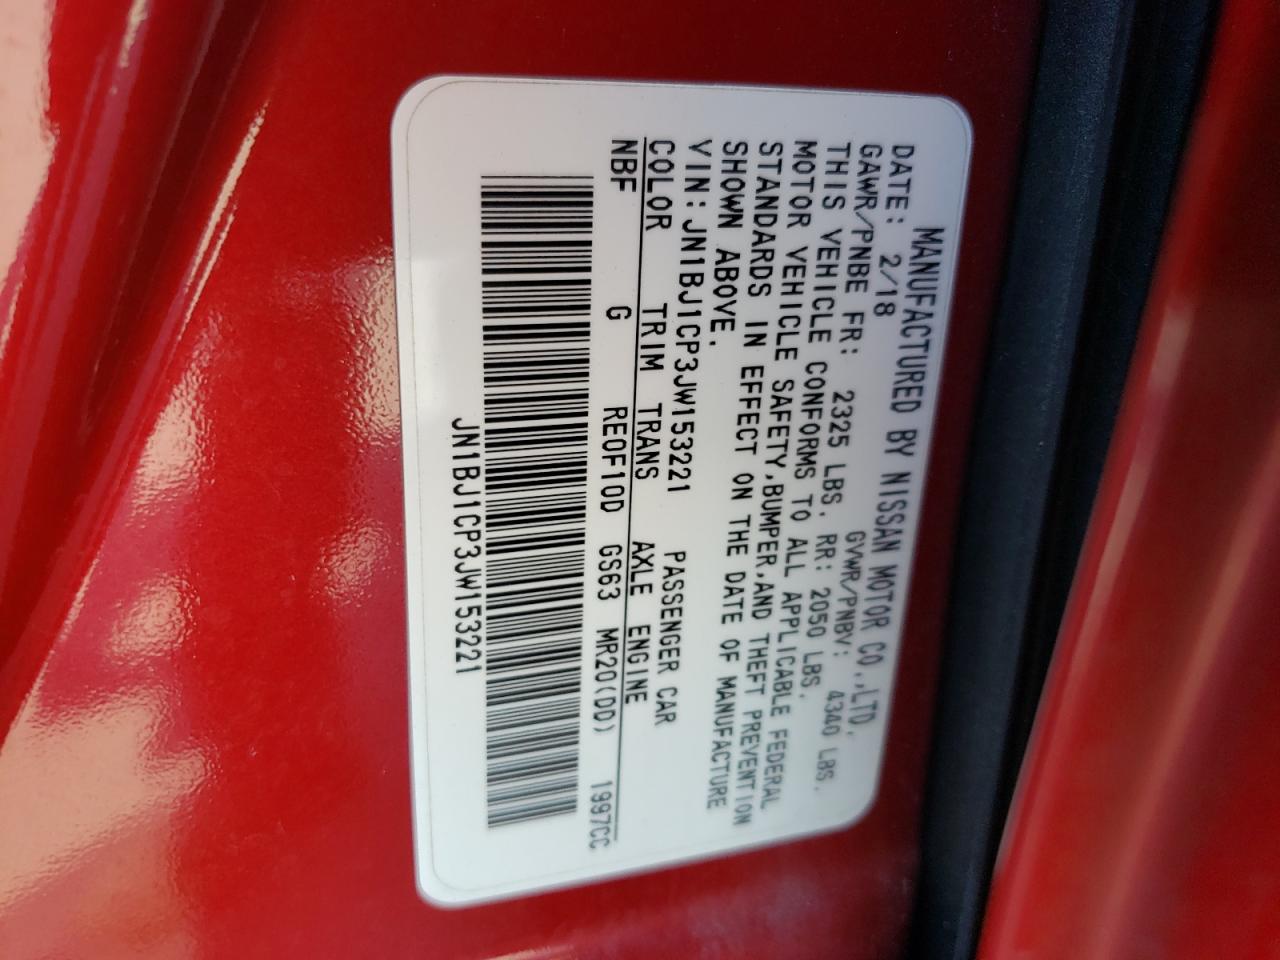 MANUFACTURED BY NISSAN MOTOR CO.,LTD.
DATE: 2/18 GVWR/PNBV: 4340 LBS.
GAWR/PNBE FR: 2325 LBS. RR: 2050 LBS.
THIS VEHICLE CONFORMS TO ALL APPLICABLE FEDERAL
MOTOR VEHICLE SAFETY,BUMPER,AND THEFT PREVENTION
STANDARDS IN EFFECT ON THE DATE OF MANUFACTURE
SHOWN ABOVE.
VIN:JN1BJ1CP3JW153221 PASSENGER CAR
COLOR TRIM TRANS AXLE ENGINE
NBF G RE0F10D GS63 MR20(DD) 1997CC
JN1BJ1CP3JW153221